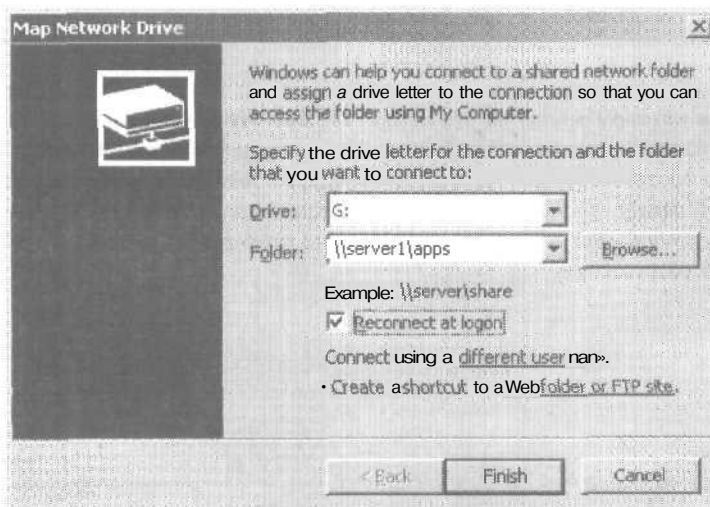 Map Network Drive
Windows can help you connect to a shared network folder
and assign a drive letter to the connection so that you can
access the folder using My Computer.
Specify the drive letter for the connection and the folder
that you want to connect to:
Drive: G:
Folder: \\server1\apps Browse...
Example: \\server\share
Reconnect at logon
Connect using a different user nan».
• Create a shortcut to a Web folder or FTP site.
< Back Finish Cancel